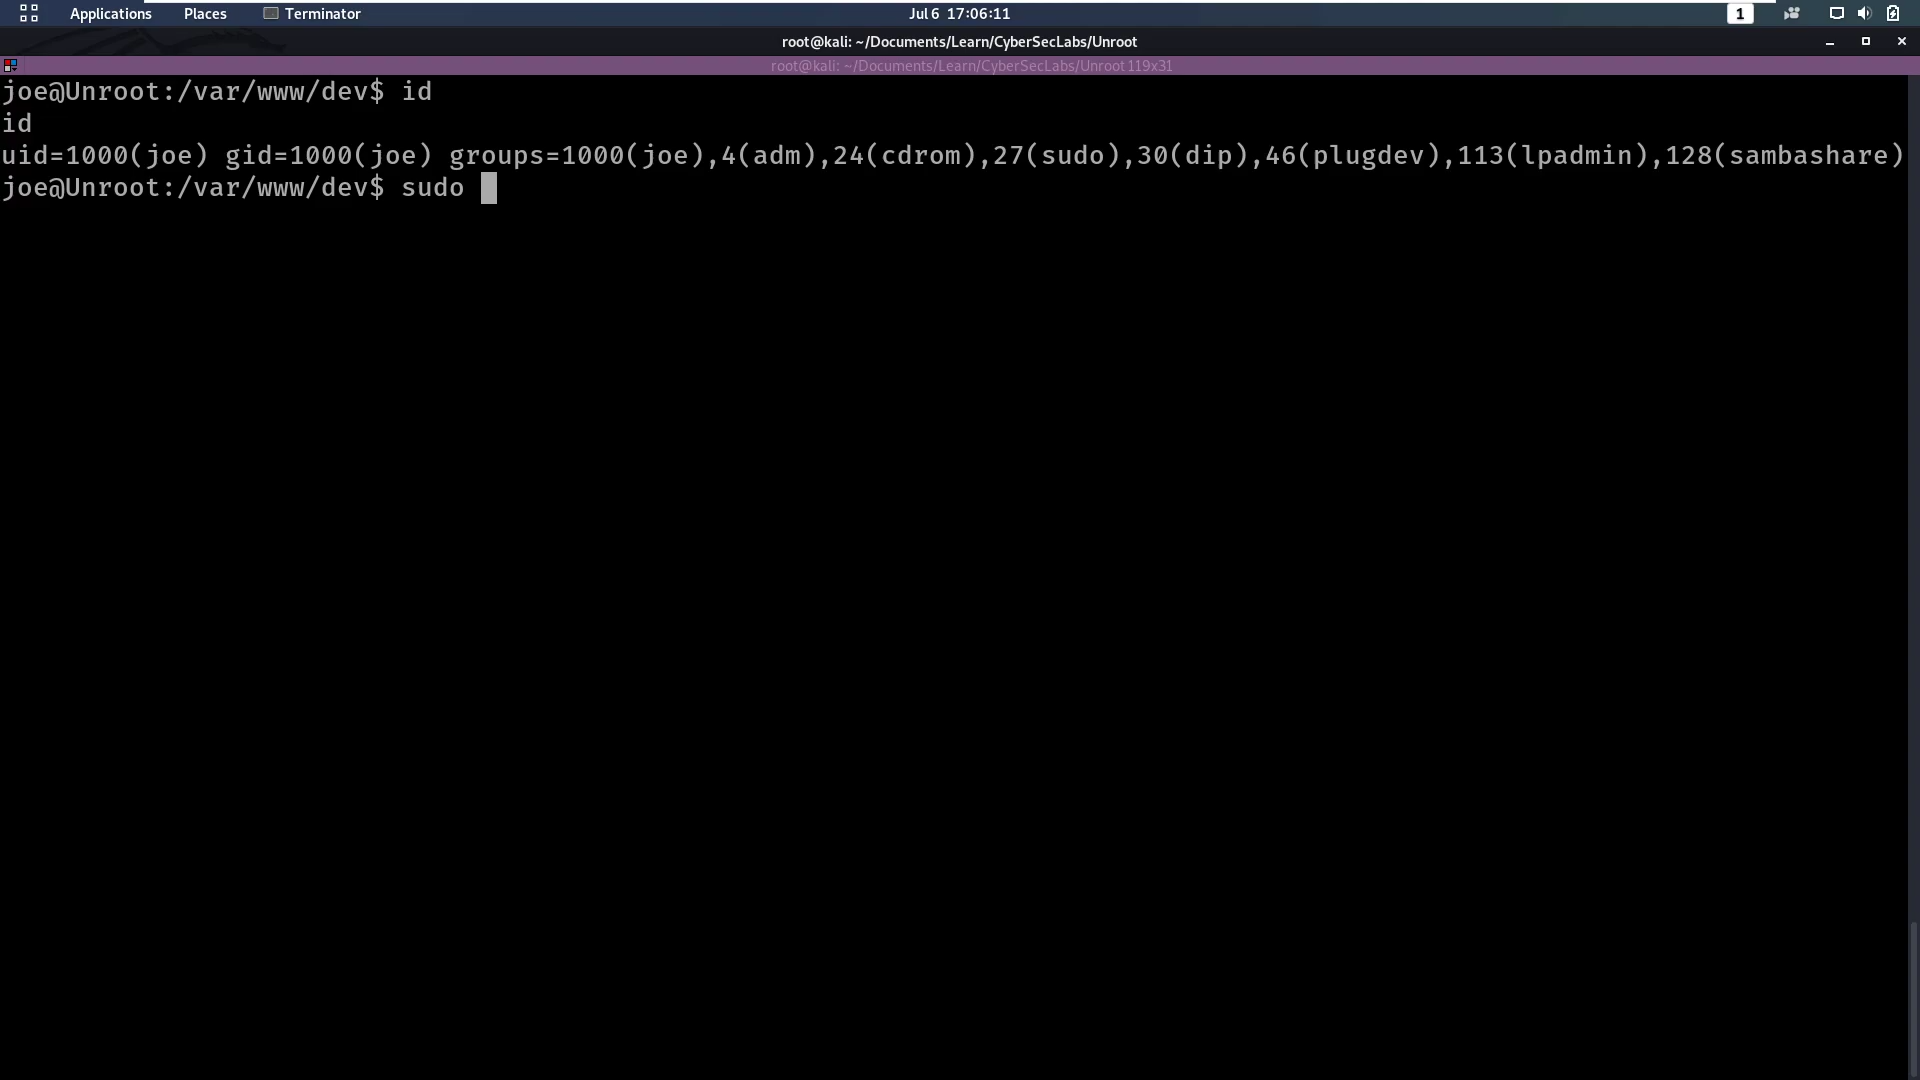 Applications Places Terminator Jul 6 17:06:11 1
root@kali: ~/Documents/Learn/CyberSecLabs/Unroot
root@kali: ~/Documents/Learn/CyberSecLabs/Unroot 119x31
joe@Unroot:/var/www/dev$ id
id
uid=1000(joe) gid=1000(joe) groups=1000(joe),4(adm),24(cdrom),27(sudo),30(dip),46(plugdev),113(lpadmin),128(sambashare)
joe@Unroot:/var/www/dev$ sudo